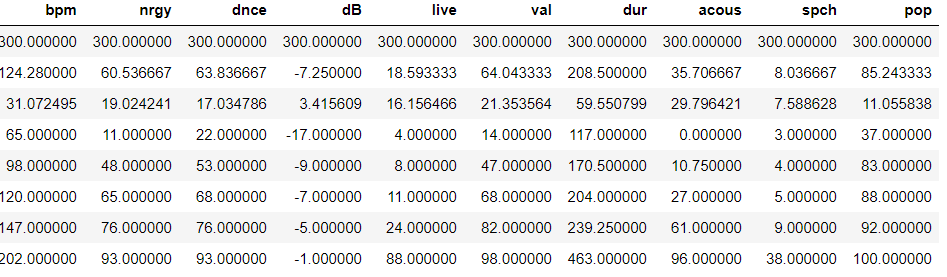 bpm nrgy dnce dB live val dur acous spch pop
300.000000 300.000000 300.000000 300.000000 300.000000 300.000000 300.000000 300.000000 300.000000 300.000000
124.280000 60.536667 63.836667 -7.250000 18.593333 64.043333 208.500000 35.706667 8.036667 85.243333
31.072495 19.024241 17.034786 3.415609 16.156466 21.353564 59.550799 29.796421 7.588628 11.055838
65.000000 11.000000 22.000000 -17.000000 4.000000 14.000000 117.000000 0.000000 3.000000 37.000000
98.000000 48.000000 53.000000 -9.000000 8.000000 47.000000 170.500000 10.750000 4.000000 83.000000
120.000000 65.000000 68.000000 -7.000000 11.000000 68.000000 204.000000 27.000000 5.000000 88.000000
147.000000 76.000000 76.000000 -5.000000 24.000000 82.000000 239.250000 61.000000 9.000000 92.000000
202.000000 93.000000 93.000000 -1.000000 88.000000 98.000000 463.000000 96.000000 38.000000 100.000000